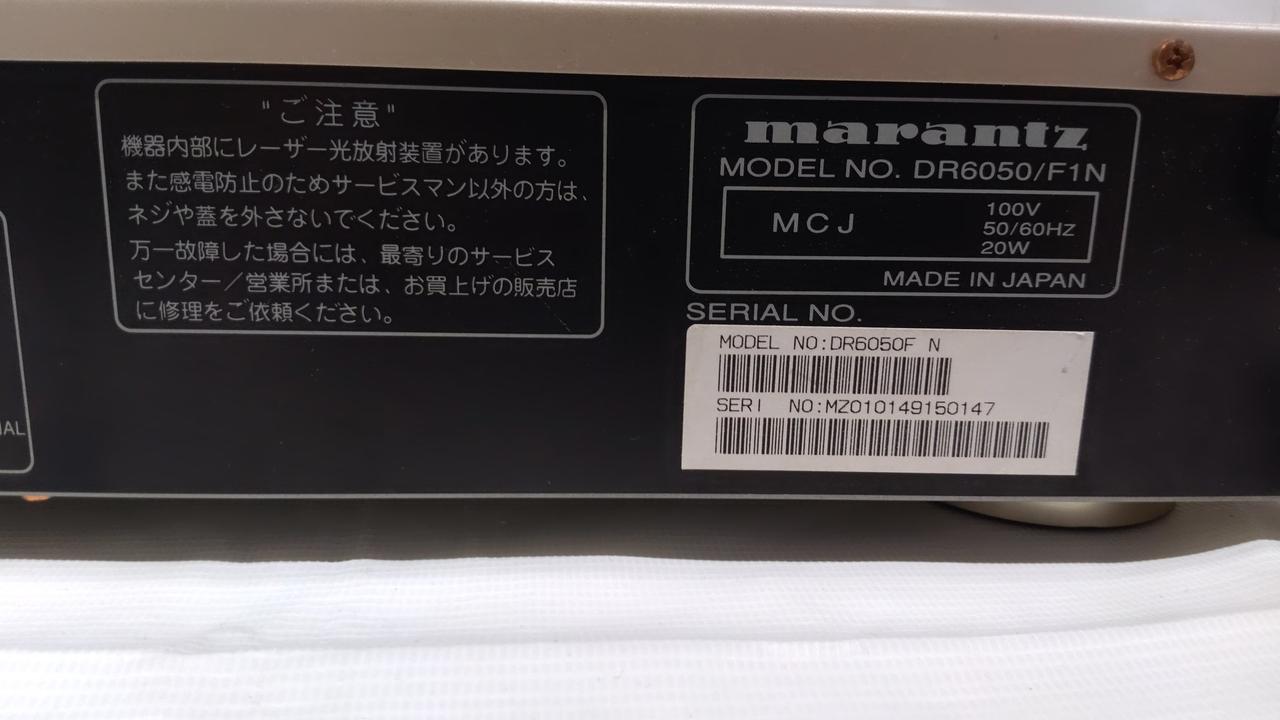 "ご注意"
機器内部にレーザー光放射装置があります。
また感電防止のためサービスマン以外の方は、
ネジや蓋を外さないでください。
万一故障した場合には、最寄りのサービス
センター／営業所または、お買上げの販売店
に修理をご依頼ください。
marantz
MODEL NO. DR6050/F1N
MCJ
100V
50/60HZ
20W
MADE IN JAPAN
SERIAL NO.
MODEL NO:DR6050F N
SERI NO:MZ010149150147